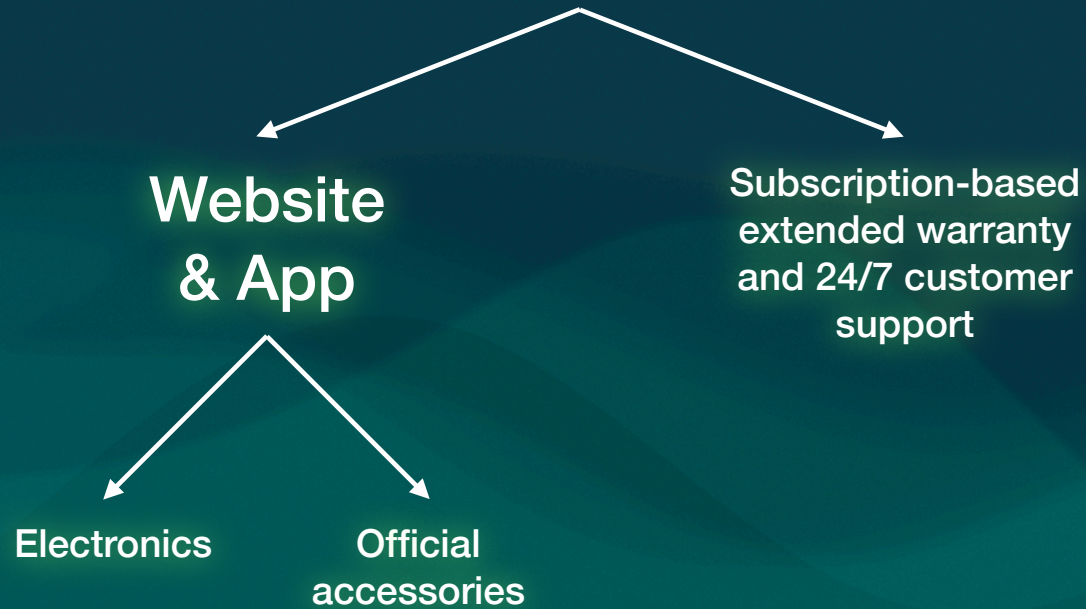 Website
& App
Subscription-based
extended warranty
and 24/7 customer
support
Electronics
Official
accessories